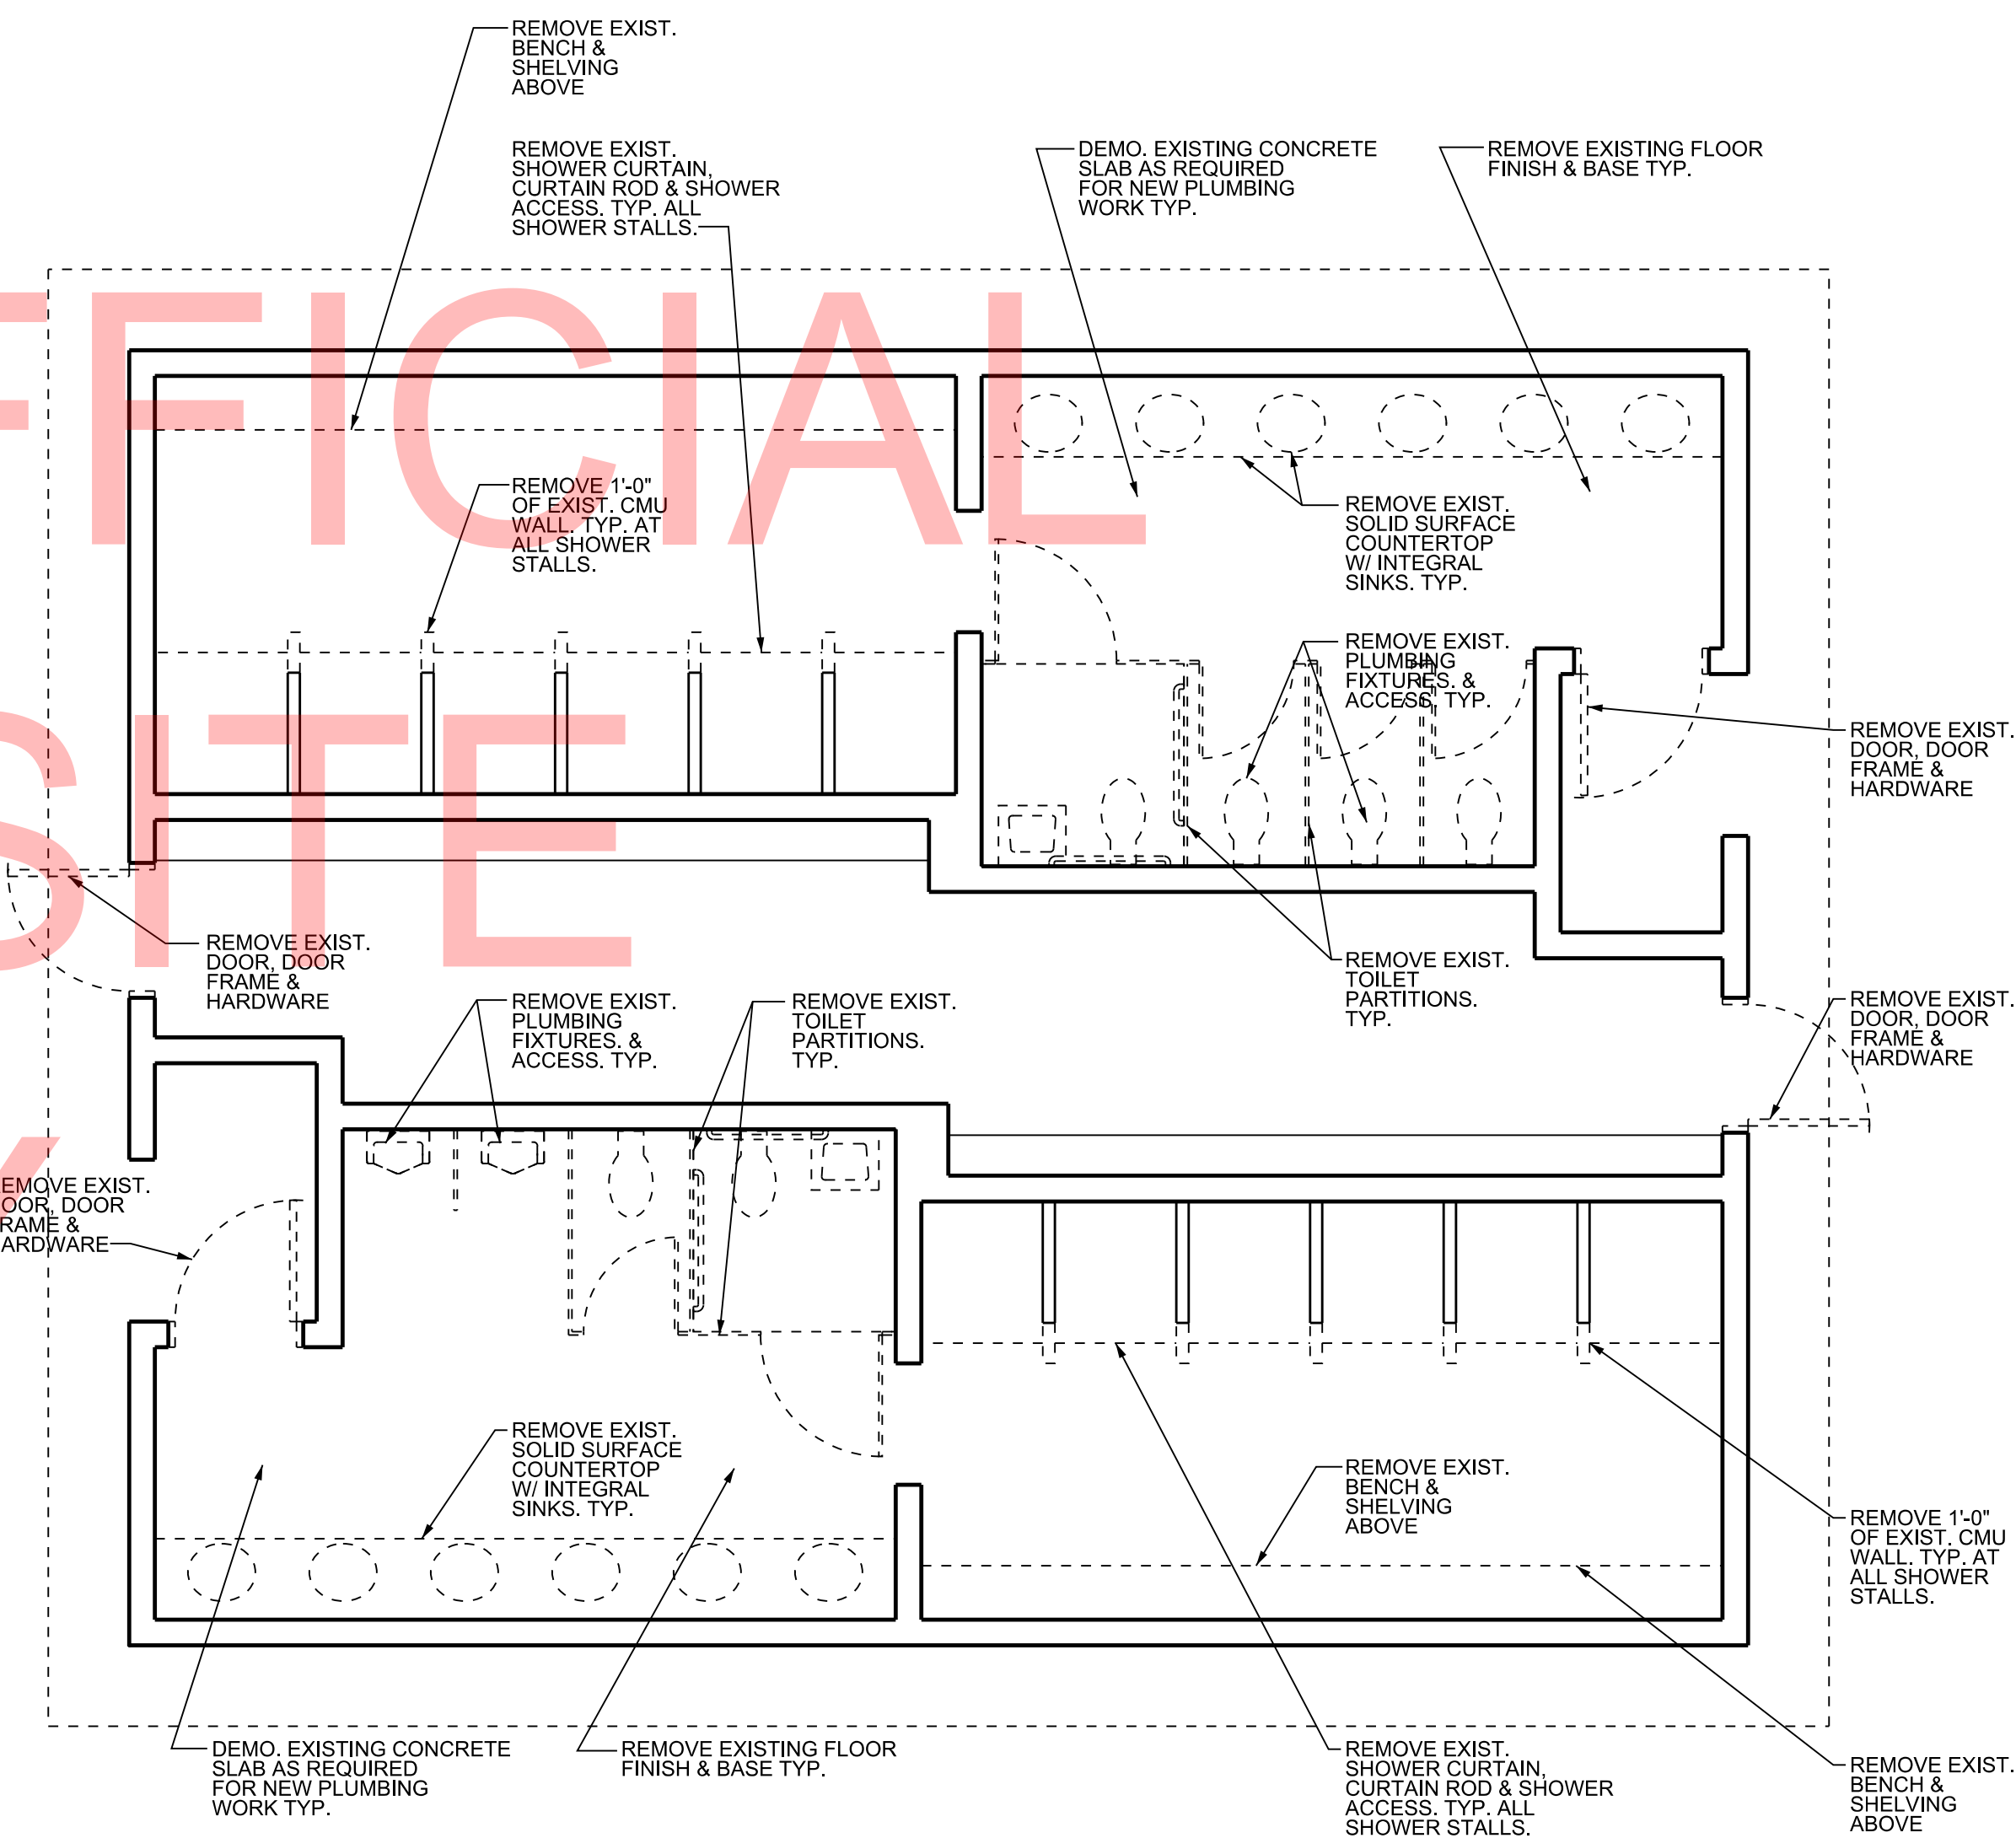 REMOVE EXIST.
BENCH &
SHELVING
ABOVE
REMOVE EXIST.
SHOWER CURTAIN,
CURTAIN ROD & SHOWER
ACCESS. TYP. ALL
SHOWER STALLS.
DEMO. EXISTING CONCRETE
SLAB AS REQUIRED
FOR NEW PLUMBING
WORK TYP.
REMOVE EXISTING FLOOR
FINISH & BASE TYP.
FFICIAL
REMOVE 1'-0"
OF EXIST. CMU
WALL. TYP. AT
ALL SHOWER
STALLS.
REMOVE EXIST.
SOLID SURFACE
COUNTERTOP
W/ INTEGRAL
SINKS. TYP.
REMOVE EXIST.
PLUMBING
FIXTURES. &
ACCESS. TYP.
REMOVE EXIST.
DOOR, DOOR
FRAME &
HARDWARE
SITE
REMOVE EXIST.
DOOR, DOOR
FRAME &
HARDWARE
REMOVE EXIST.
PLUMBING
FIXTURES. &
ACCESS. TYP.
REMOVE EXIST.
TOILET
PARTITIONS.
TYP.
REMOVE EXIST.
TOILET
PARTITIONS.
TYP.
REMOVE EXIST.
DOOR, DOOR
FRAME &
HARDWARE
Y
EMOVE EXIST.
OOR, DOOR
RAME &
ARDWARE
REMOVE EXIST.
SOLID SURFACE
COUNTERTOP
W/ INTEGRAL
SINKS. TYP.
REMOVE EXIST.
BENCH &
SHELVING
ABOVE
REMOVE 1'-0"
OF EXIST. CMU
WALL. TYP. AT
ALL SHOWER
STALLS.
DEMO. EXISTING CONCRETE
SLAB AS REQUIRED
FOR NEW PLUMBING
WORK TYP.
REMOVE EXISTING FLOOR
FINISH & BASE TYP.
REMOVE EXIST.
SHOWER CURTAIN,
CURTAIN ROD & SHOWER
ACCESS. TYP. ALL
SHOWER STALLS.
REMOVE EXIST.
BENCH &
SHELVING
ABOVE